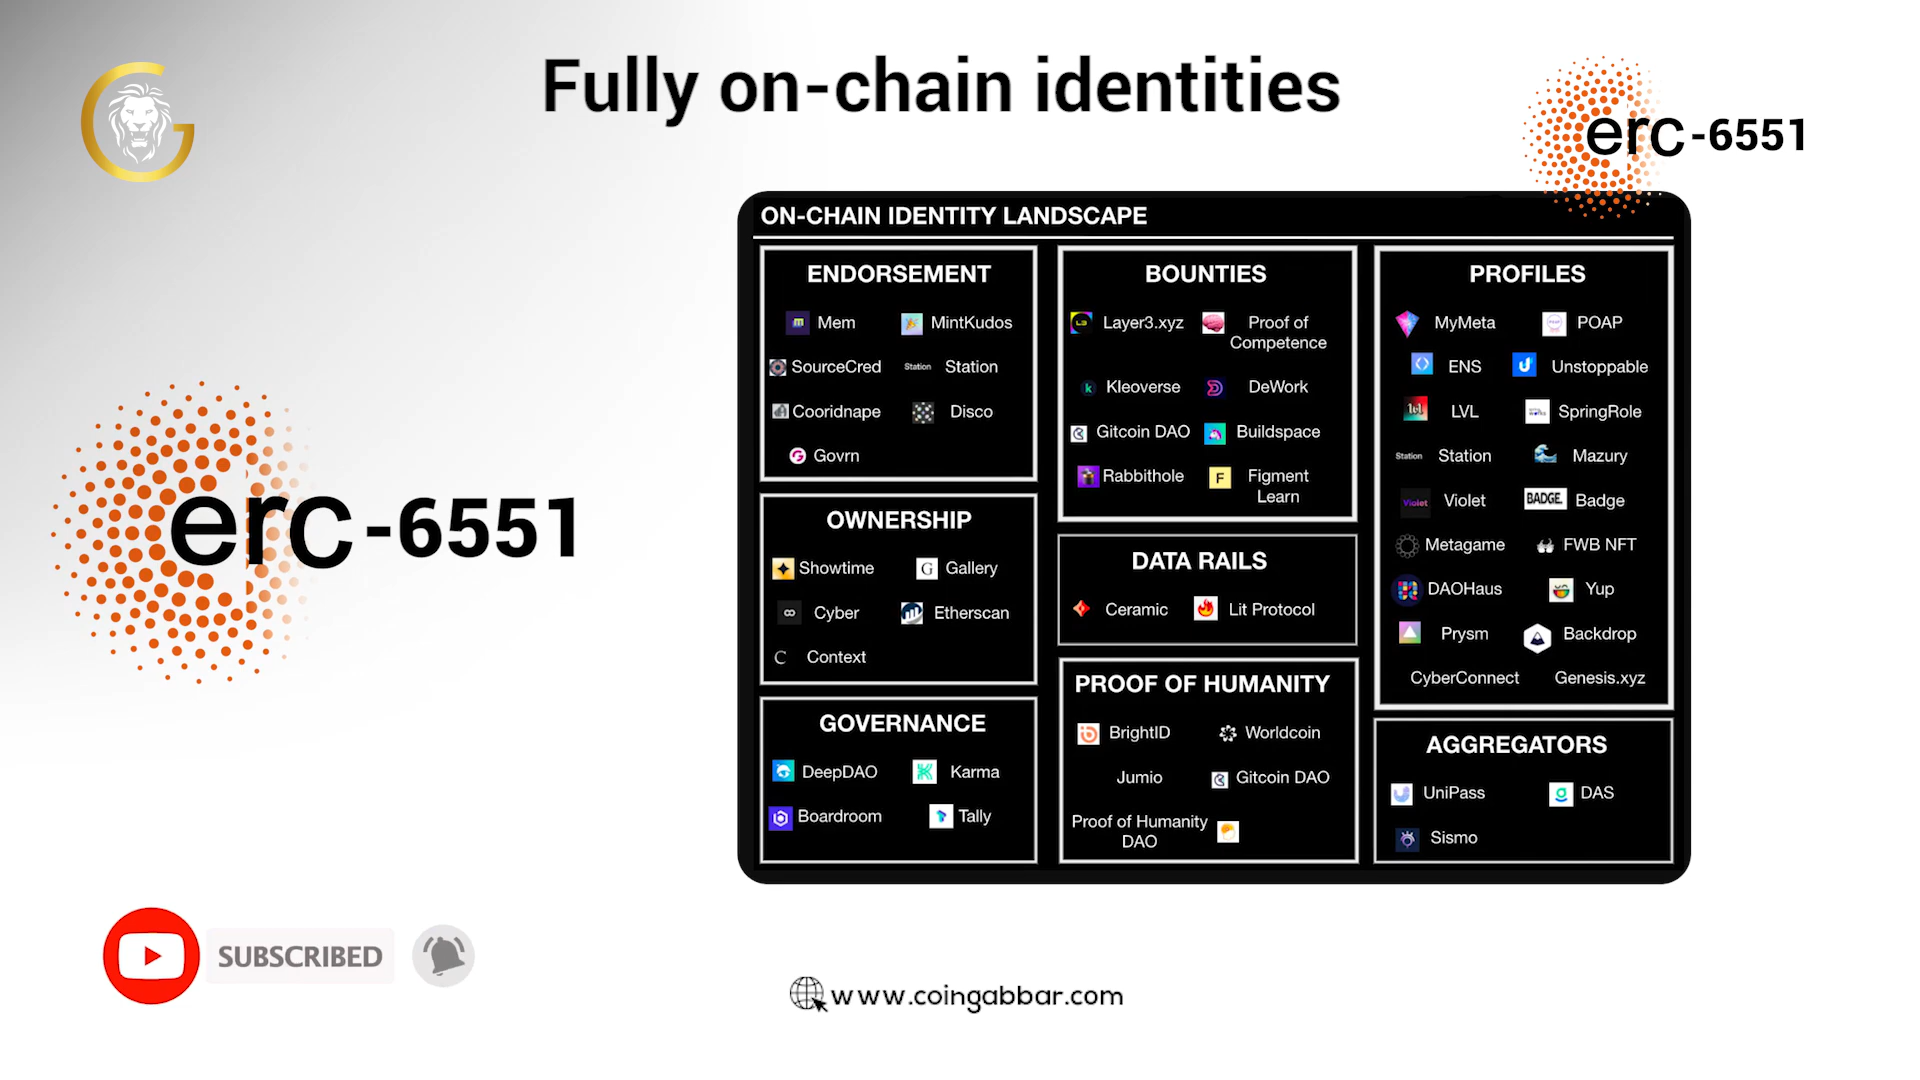 Fully on-chain identities
erc-6551
erc-6551
ON-CHAIN IDENTITY LANDSCAPE
ENDORSEMENT
Mem MintKudos
SourceCred Station Station
Cooridnape Disco
Govrn
OWNERSHIP
Showtime G Gallery
Cyber Etherscan
C Context
GOVERNANCE
DeepDAO Karma
Boardroom Tally
BOUNTIES
L3 Layer3.xyz Proof of
Competence
k Kleoverse DeWork
Gitcoin DAO Buildspace
Rabbithole F Figment
Learn
DATA RAILS
Ceramic Lit Protocol
PROOF OF HUMANITY
BrightID Worldcoin
Jumio Gitcoin DAO
Proof of Humanity
DAO
PROFILES
MyMeta POAP POAP
ENS Unstoppable
lvl LVL SpringRole
Station Station Mazury
Violet Violet BADGE. Badge
Metagame FWB NFT
DAOHaus Yup
Prysm Backdrop
CyberConnect Genesis.xyz
AGGREGATORS
UniPass DAS
Sismo
SUBSCRIBED
www.coingabbar.com